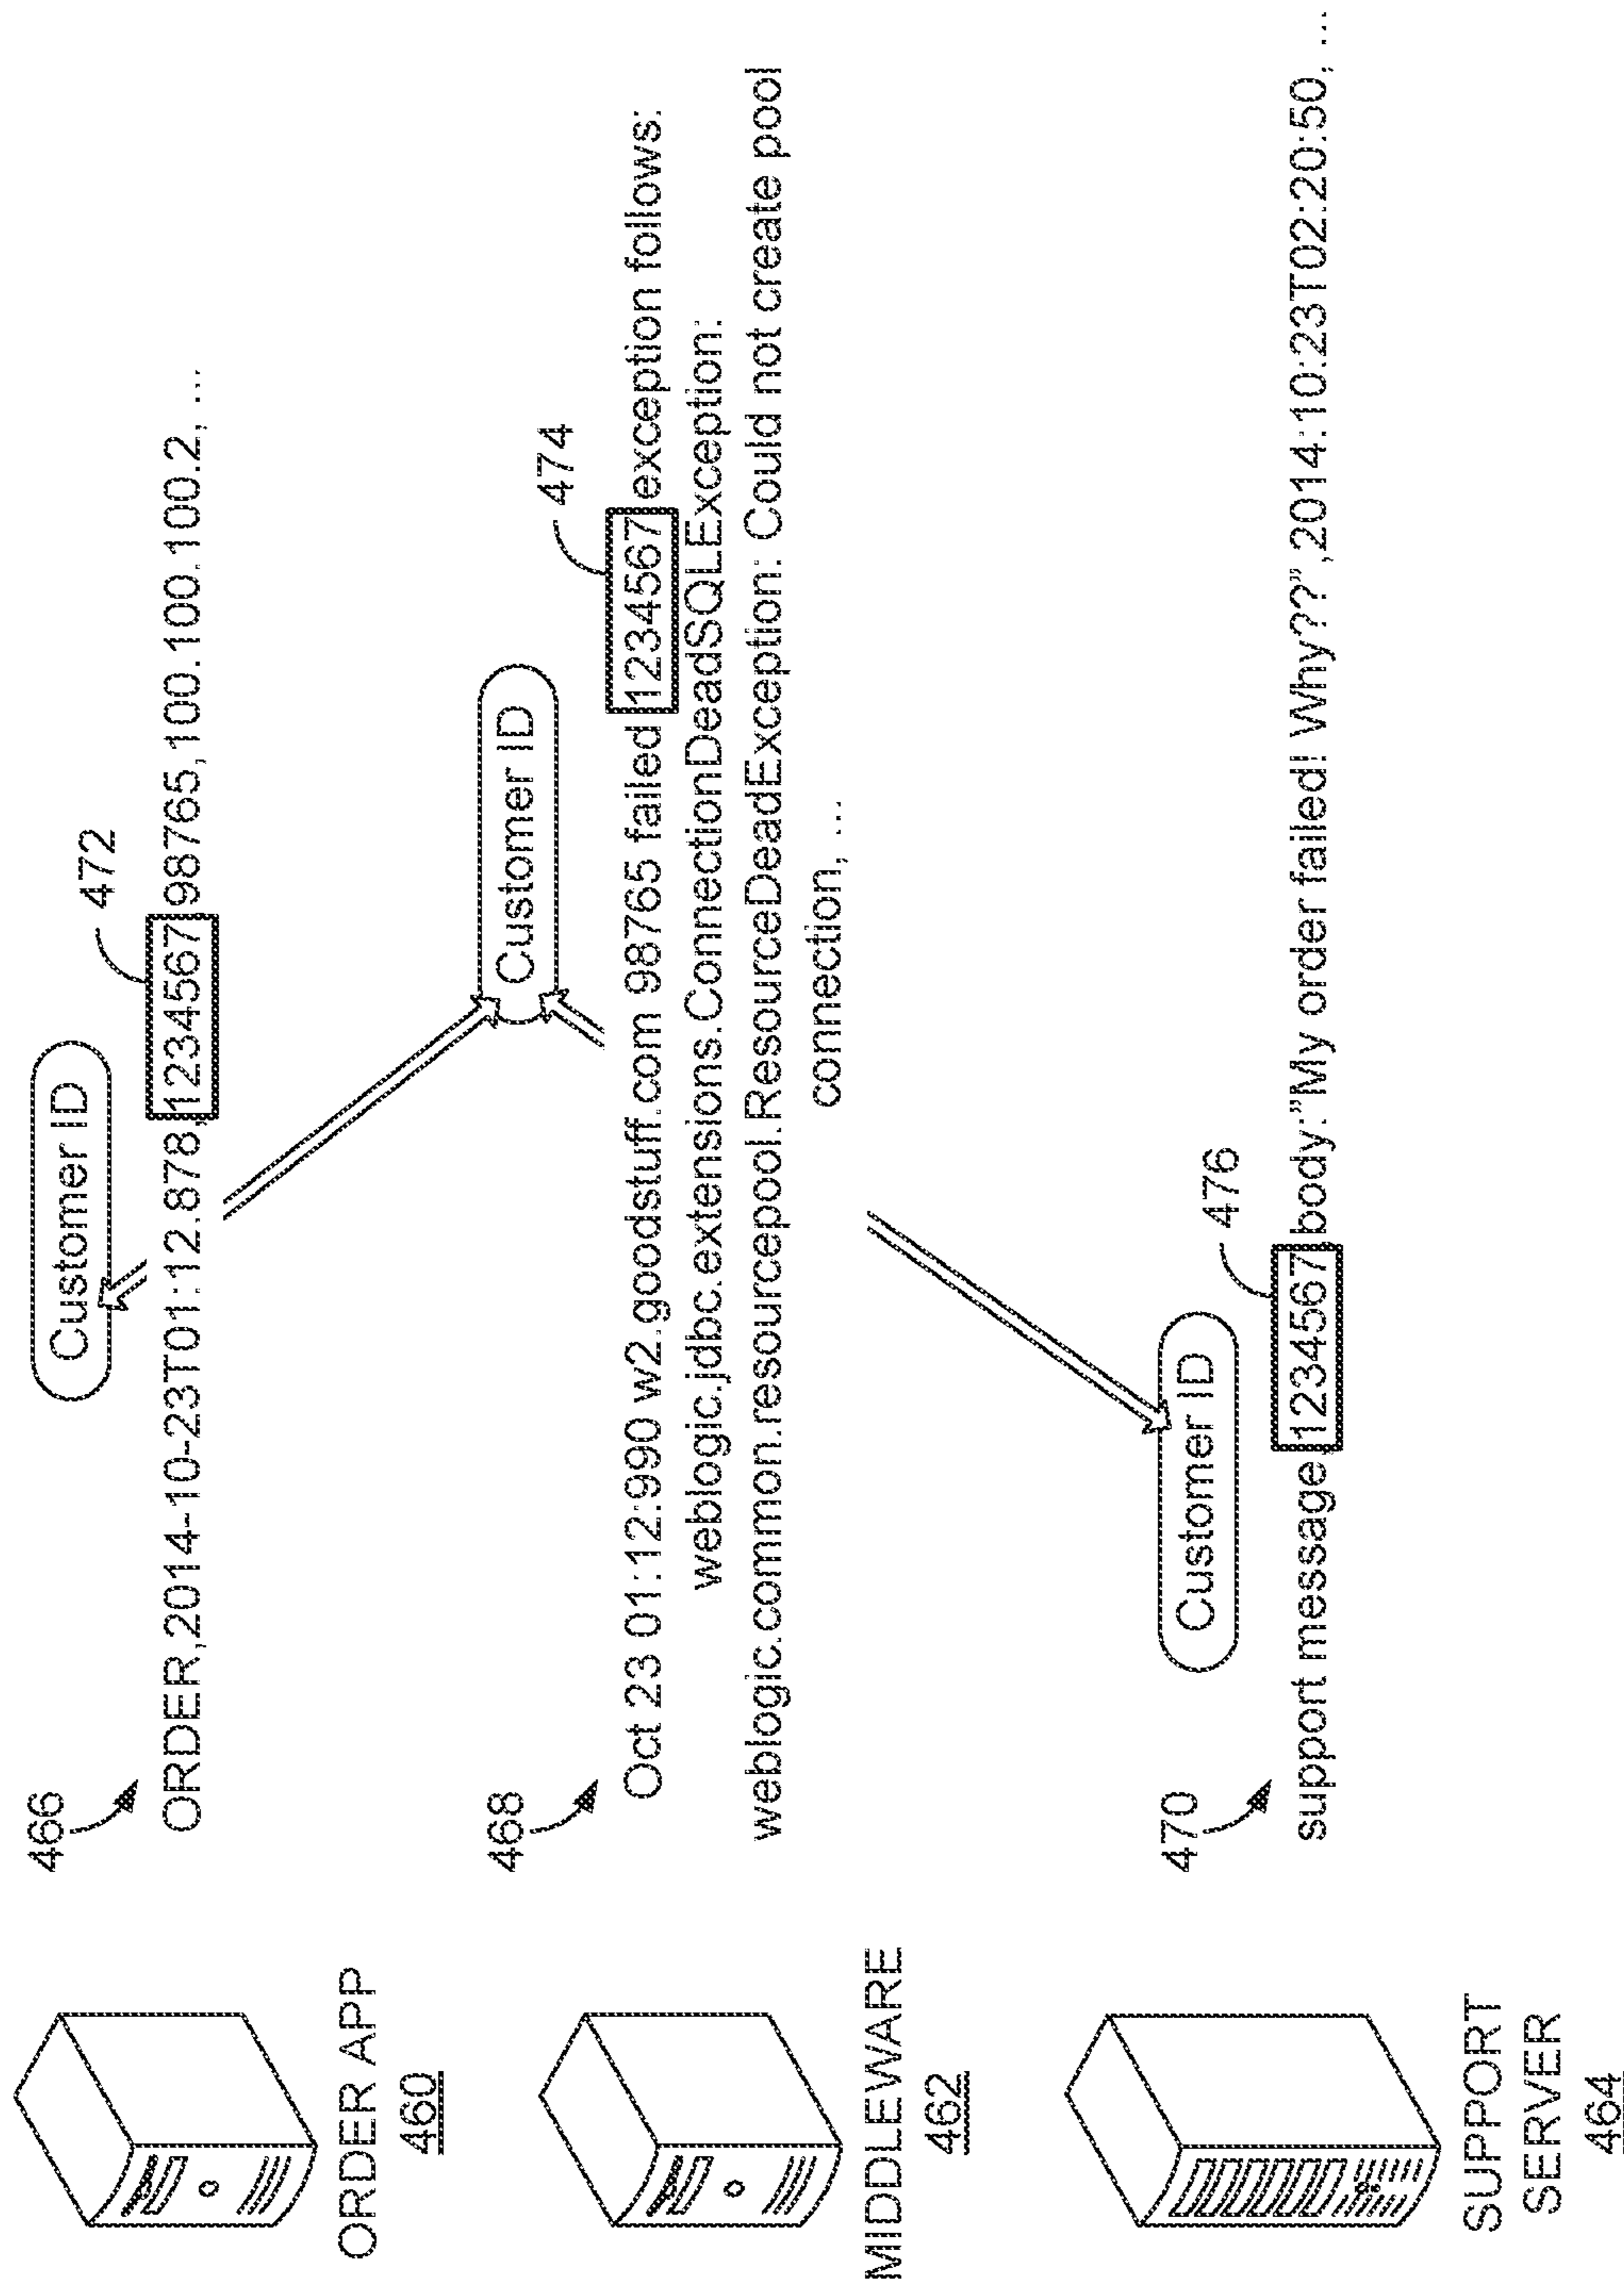 ORDER APP
460
466
Customer ID
472
ORDER,2014-10-23T01:12.878,1234567,98765,100.100.100.2, ...
MIDDLEWARE
462
468
Customer ID
474
Oct 23 01:12:990 w2.goodstuff.com 98765 failed 1234567 exception follows:
weblogic.jdbc.extensions.ConnectionDeadSQLException:
weblogic.common.resourcepool.ResourceDeadException: Could not create pool
connection, ...
SUPPORT
SERVER
464
470
Customer ID
476
support message,1234567,body:”My order failed! Why??”,2014:10:23T02:20:50, ...